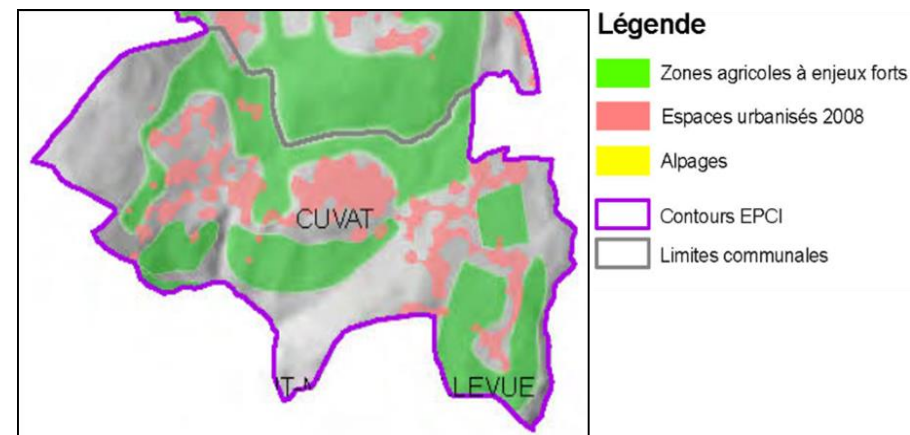 CUVAT
LEVUE
Légende
Zones agricoles à enjeux forts
Espaces urbanisés 2008
Alpages
Contours EPCI
Limites communales